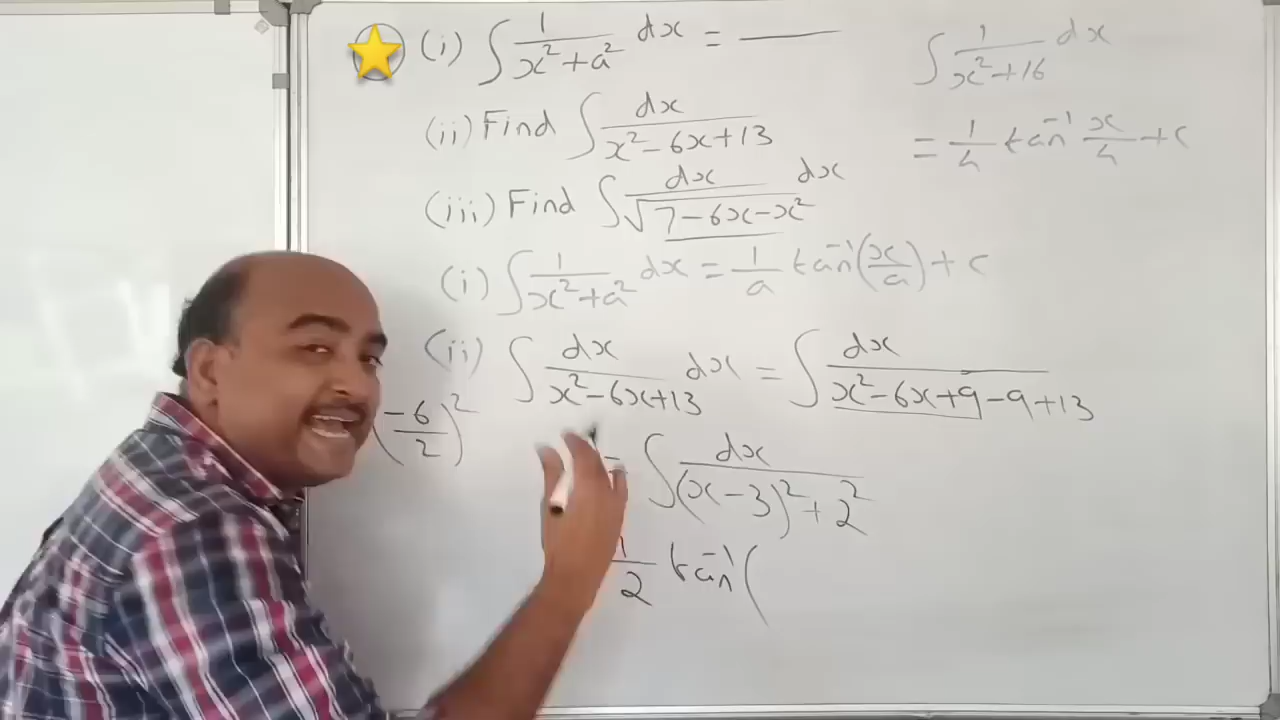 (i) ∫ 1/(x²+a²) dx = ———
(ii) Find ∫ dx/(x²-6x+13)
(iii) Find ∫ dx/√(7-6x-x²) dx
∫ 1/(x²+16) dx
= 1/4 tan⁻¹ x/4 + c
(i) ∫ 1/(x²+a²) dx = 1/a tan⁻¹(x/a) + c
(ii) ∫ dx/(x²-6x+13) dx = ∫ dx/(x²-6x+9-9+13)
(-6/2)²
= ∫ dx/((x-3)²+2²)
1/2 tan⁻¹(